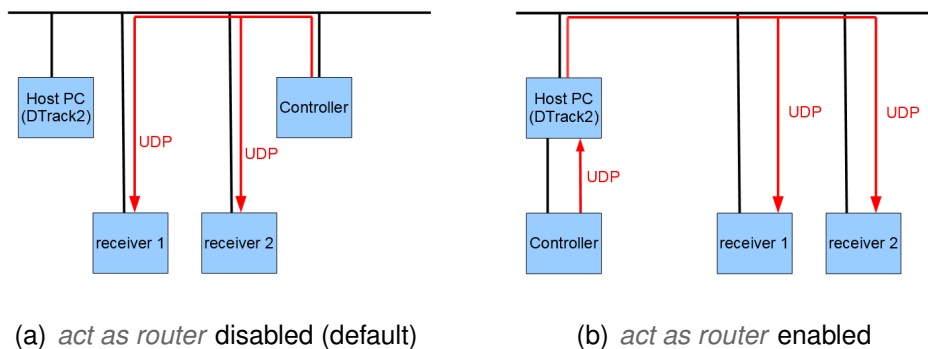 Host PC
(DTrack2)
Controller
UDP
UDP
receiver 1
receiver 2
(a) act as router disabled (default)
Host PC
(DTrack2)
UDP
UDP
UDP
Controller
receiver 1
receiver 2
(b) act as router enabled